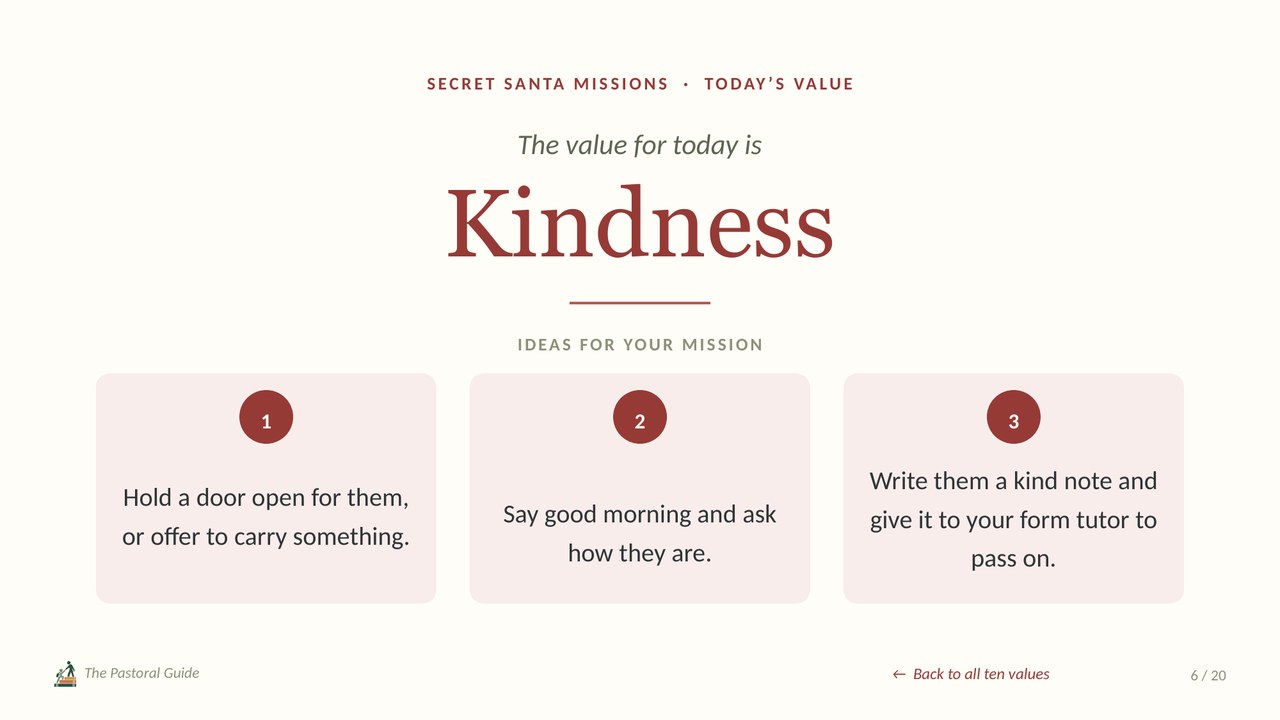 SECRET SANTA MISSIONS · TODAY’S VALUE
The value for today is
Kindness
IDEAS FOR YOUR MISSION
1
Hold a door open for them,
or offer to carry something.
2
Say good morning and ask
how they are.
3
Write them a kind note and
give it to your form tutor to
pass on.
The Pastoral Guide
← Back to all ten values
6 / 20